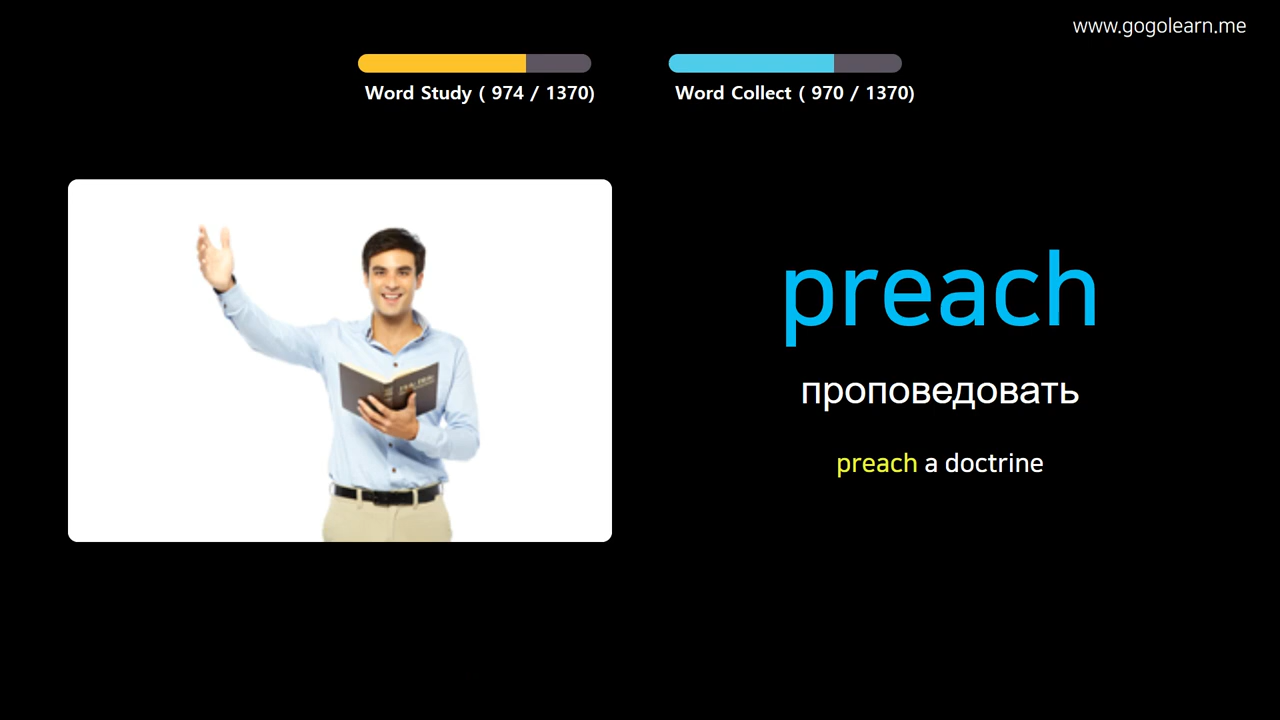 www.gogolearn.me
Word Study ( 974 / 1370)
Word Collect ( 970 / 1370)
preach
проповедовать
preach a doctrine